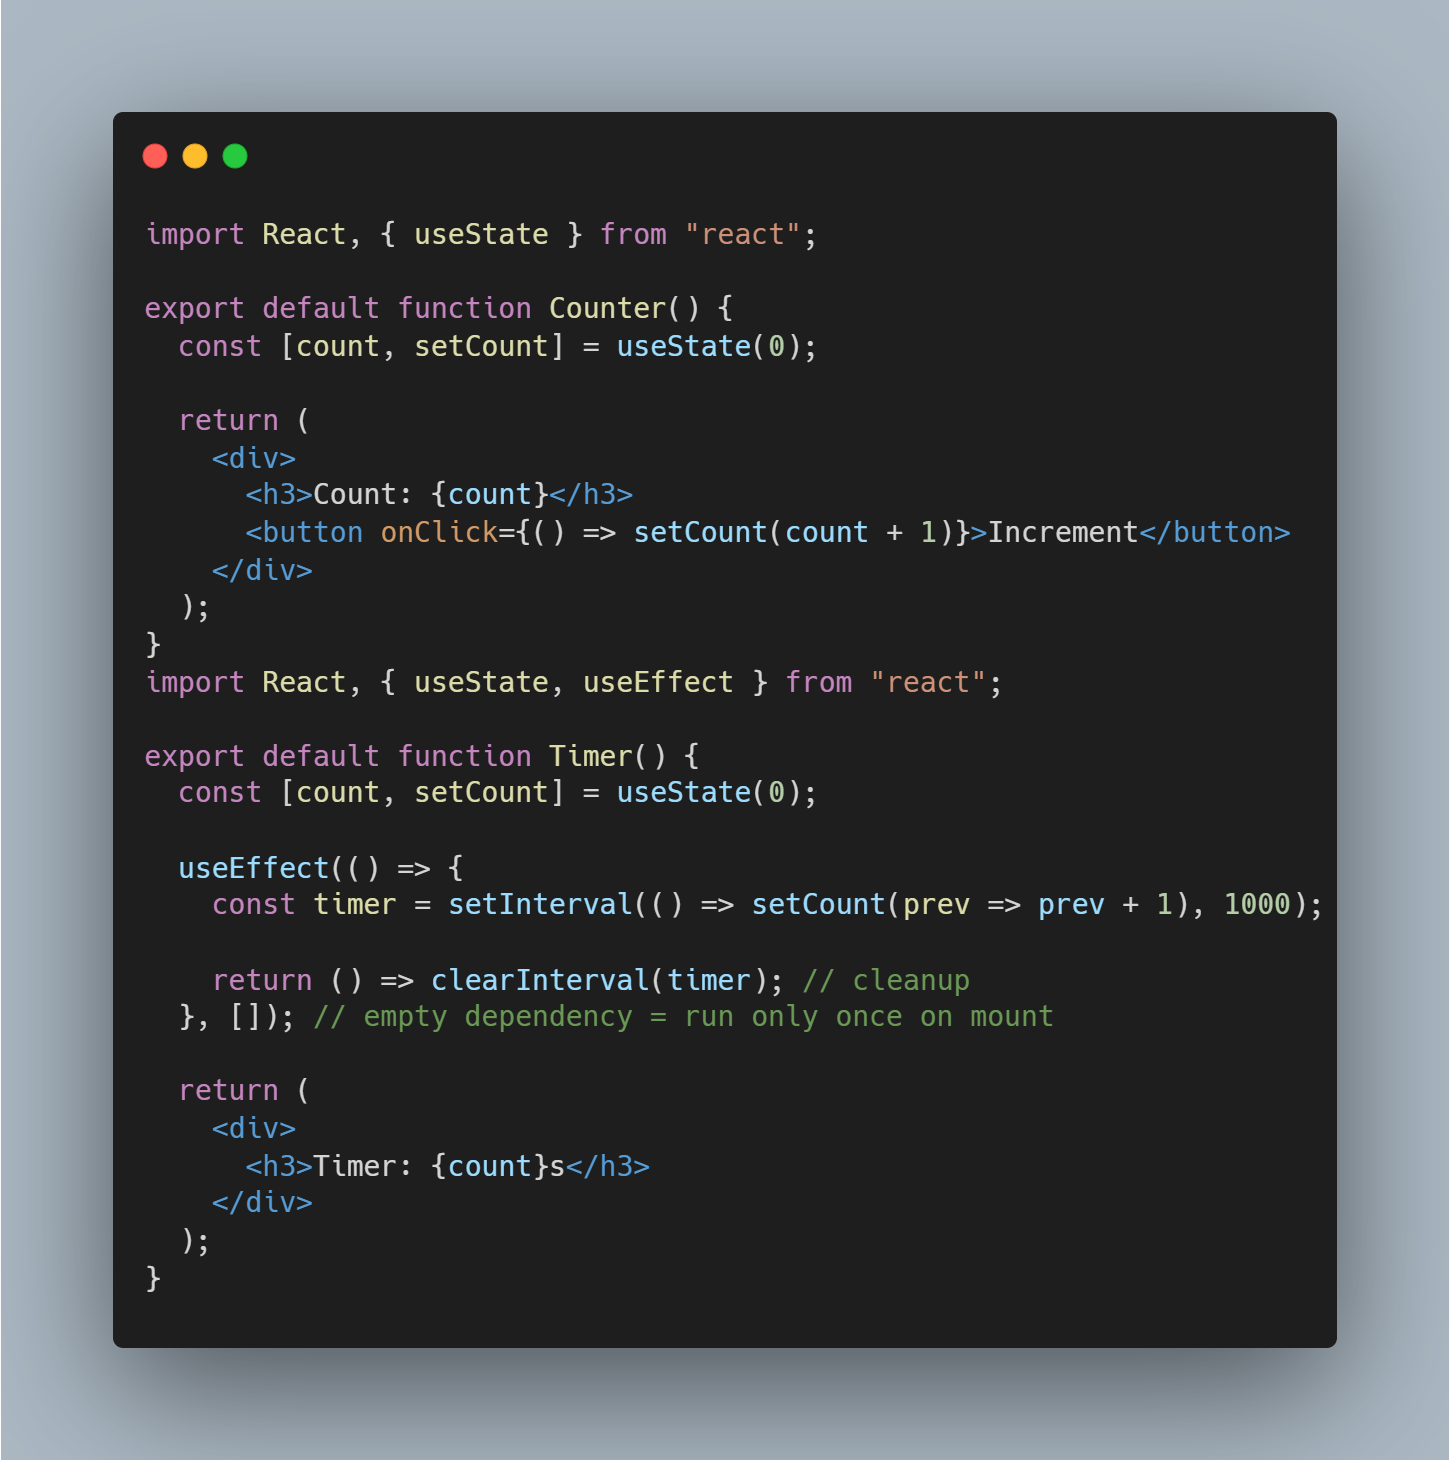 import React, { useState } from "react";

export default function Counter() {
  const [count, setCount] = useState(0);

  return (
    <div>
      <h3>Count: {count}</h3>
      <button onClick={() => setCount(count + 1)}>Increment</button>
    </div>
  );
}
import React, { useState, useEffect } from "react";

export default function Timer() {
  const [count, setCount] = useState(0);

  useEffect(() => {
    const timer = setInterval(() => setCount(prev => prev + 1), 1000);

    return () => clearInterval(timer); // cleanup
  }, []); // empty dependency = run only once on mount

  return (
    <div>
      <h3>Timer: {count}s</h3>
    </div>
  );
}